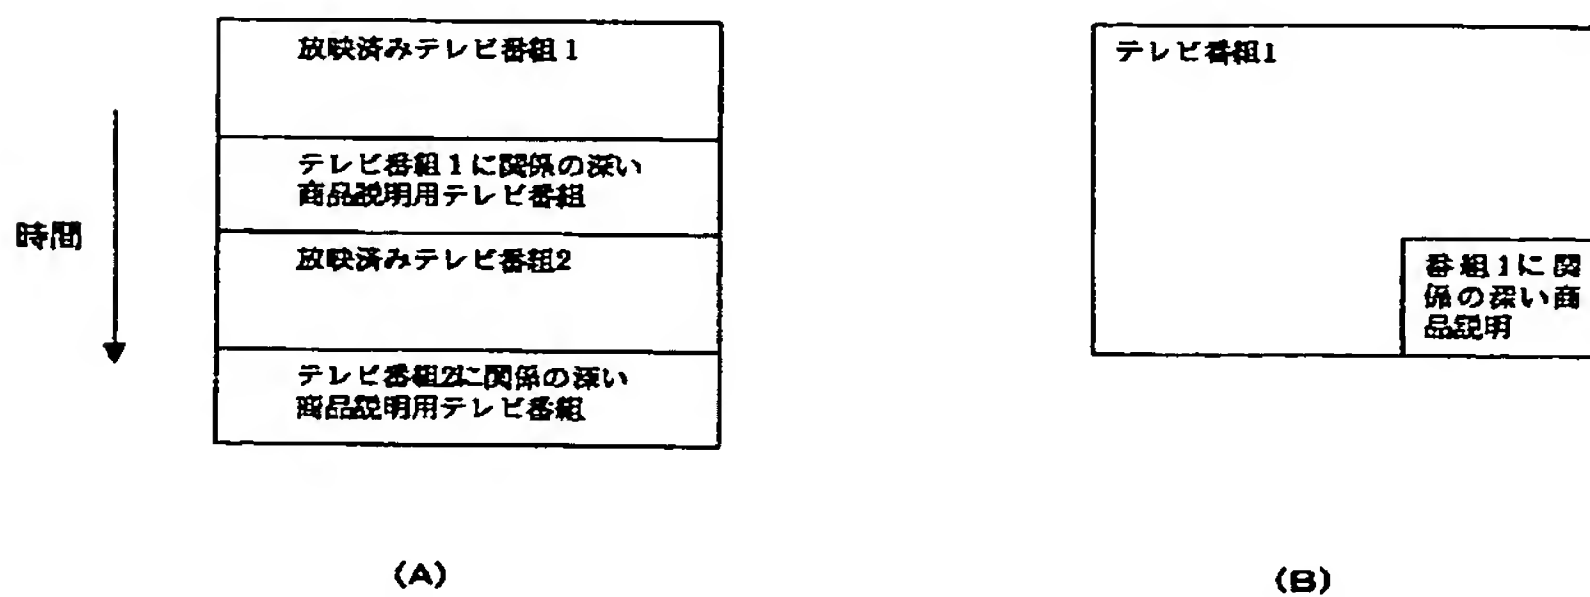 放映済みテレビ番組1
テレビ番組1に関係の深い
商品説明用テレビ番組
時間
放映済みテレビ番組2
テレビ番組2に関係の深い
商品説明用テレビ番組
(A)
テレビ番組1
番組1に関
係の深い商
品説明
(B)